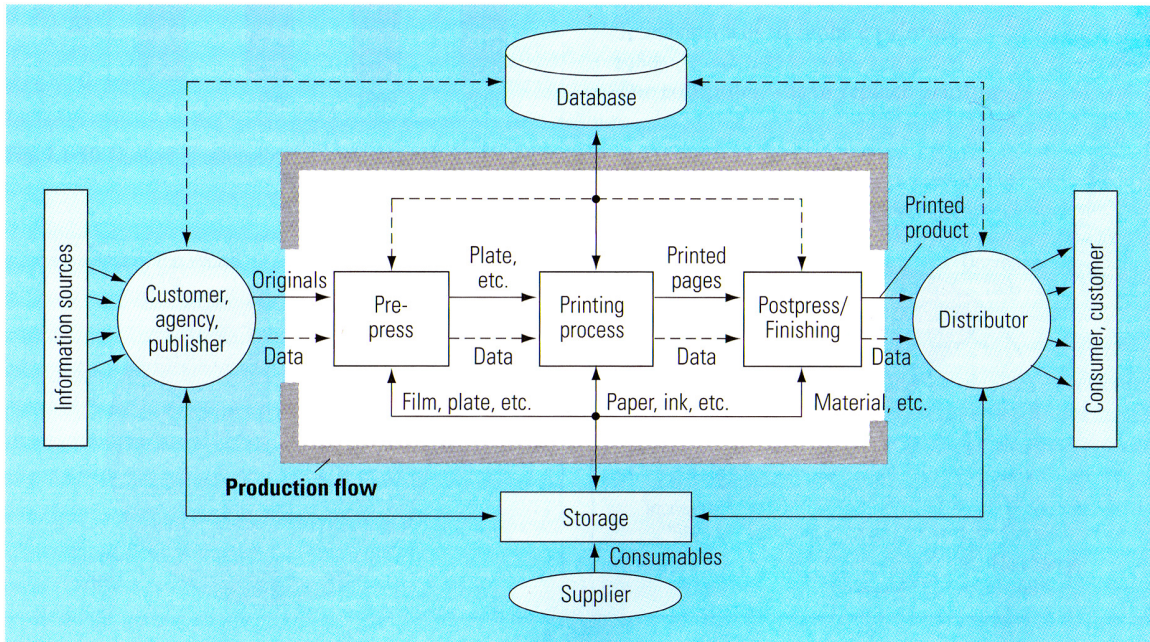 Database
Information sources
Customer,
agency,
publisher
Originals
Data
Pre-
press
Plate,
etc.
Data
Printing
process
Printed
pages
Data
Postpress/
Finishing
Printed
product
Data
Distributor
Consumer, customer
Film, plate, etc.
Paper, ink, etc.
Material, etc.
Production flow
Storage
Consumables
Supplier